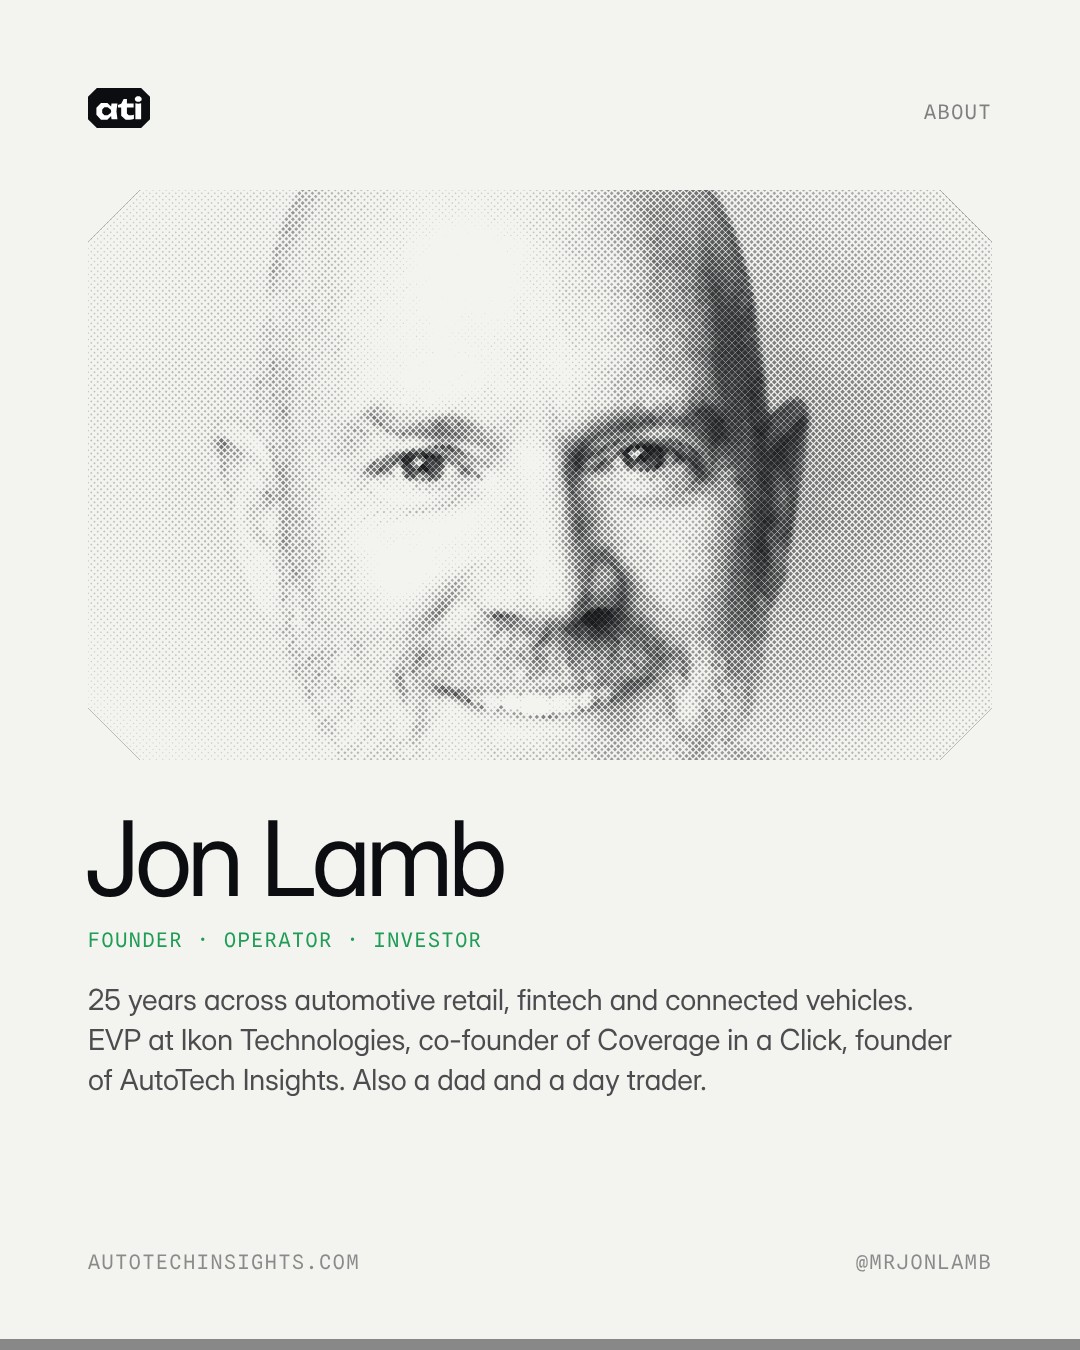 ati
ABOUT
Jon Lamb
FOUNDER · OPERATOR · INVESTOR
25 years across automotive retail, fintech and connected vehicles.
EVP at Ikon Technologies, co-founder of Coverage in a Click, founder
of AutoTech Insights. Also a dad and a day trader.
AUTOTECHINSIGHTS.COM
@MRJONLAMB